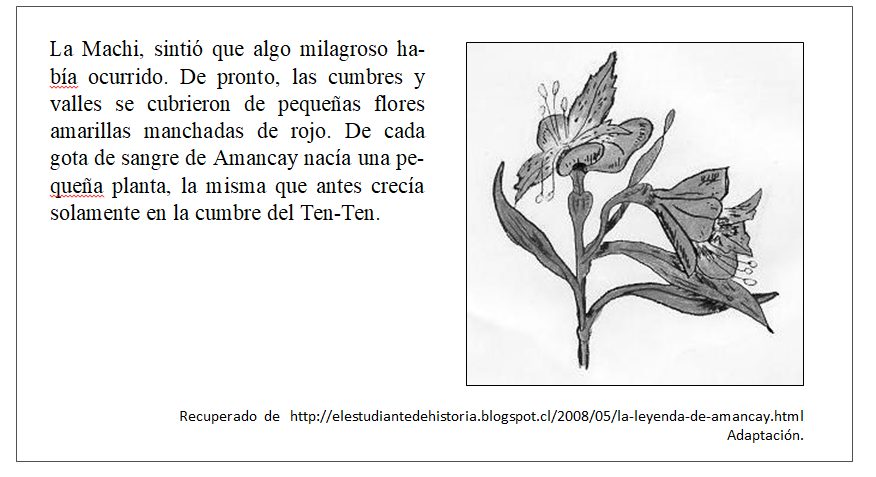 La Machi, sintió que algo milagroso ha-
bía ocurrido. De pronto, las cumbres y
valles se cubrieron de pequeñas flores
amarillas manchadas de rojo. De cada
gota de sangre de Amancay nacía una pe-
queña planta, la misma que antes crecía
solamente en la cumbre del Ten-Ten.
Recuperado de http://elestudiantedehistoria.blogspot.cl/2008/05/la-leyenda-de-amancay.html
Adaptación.